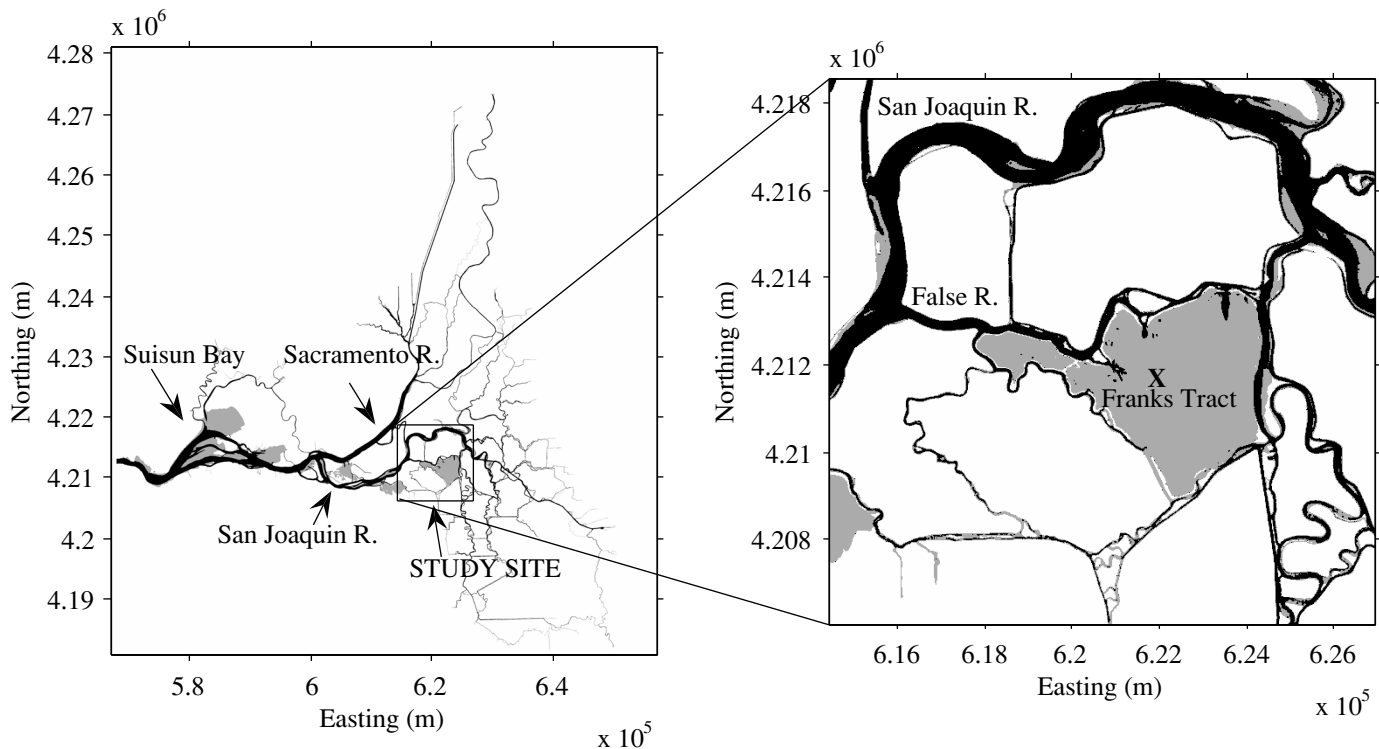 x 10^6
4.28
4.27
4.26
4.25
4.24
4.23
4.22
4.21
4.2
4.19
Northing (m)
Suisun Bay
Sacramento R.
San Joaquin R.
STUDY SITE
5.8
6
6.2
6.4
Easting (m)
x 10^5
x 10^6
4.218
4.216
4.214
4.212
4.21
4.208
Northing (m)
San Joaquin R.
False R.
X
Franks Tract
6.16
6.18
6.2
6.22
6.24
6.26
Easting (m)
x 10^5